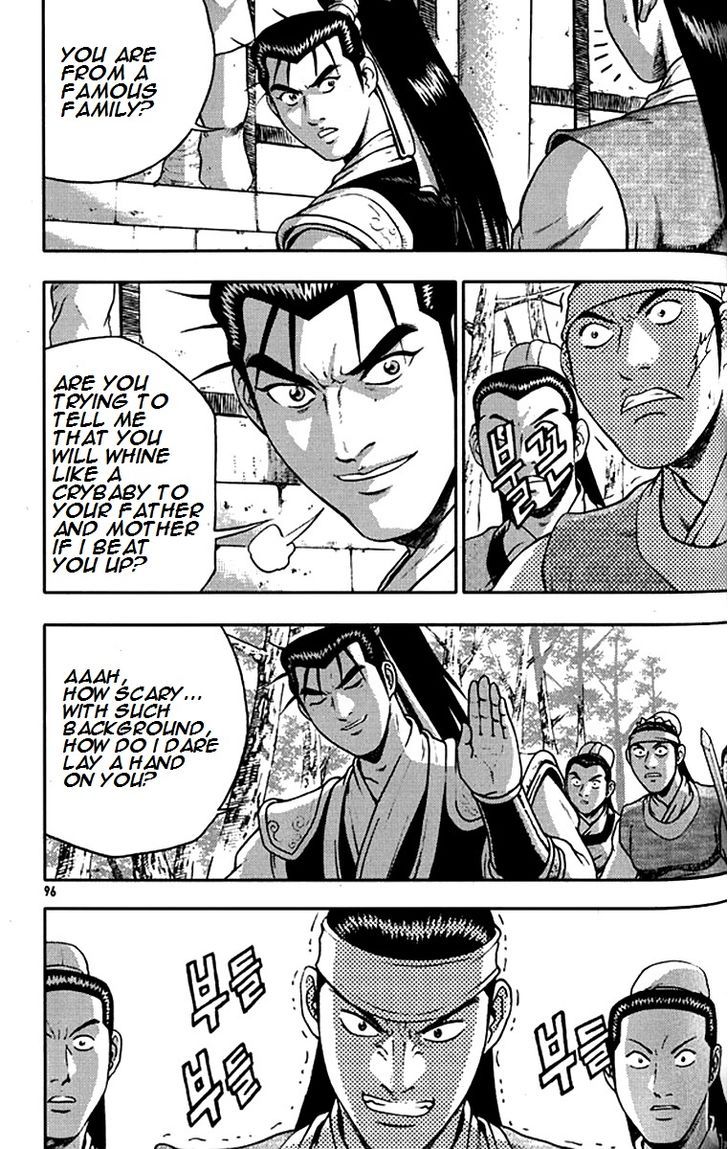 YOU ARE
FROM A
FAMOUS
FAMILY?
ARE YOU
TRYING TO
TELL ME
THAT YOU
WILL WHINE
LIKE A
CRYBABY TO
YOUR FATHER
AND MOTHER
IF I BEAT
YOU UP?
불끈
AAAH,
HOW SCARY...
WITH SUCH
BACKGROUND,
HOW DO I DARE
LAY A HAND
ON YOU?
96
부들
부들
부들